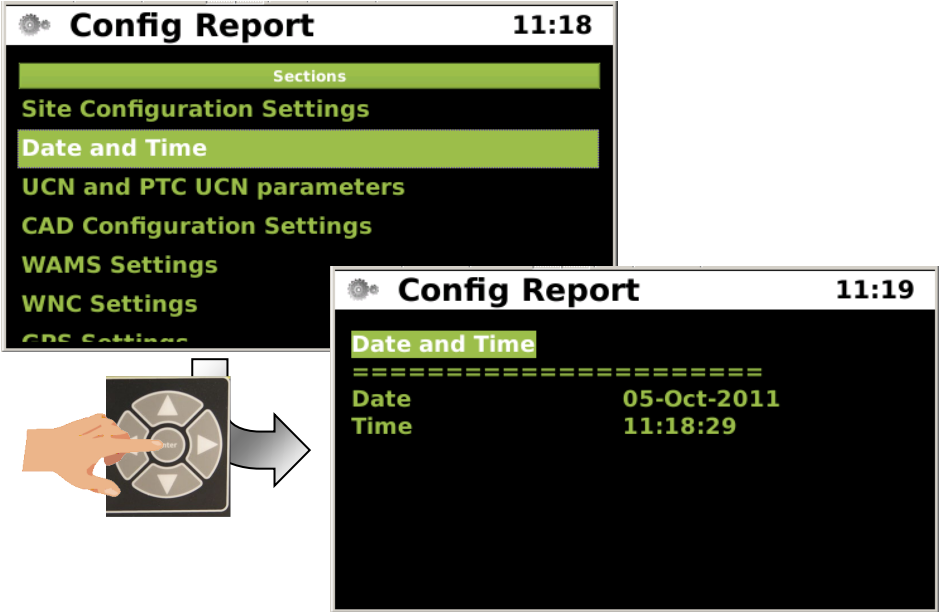 Config Report 11:18
Sections
Site Configuration Settings
Date and Time
UCN and PTC UCN parameters
CAD Configuration Settings
WAMS Settings
WNC Settings
GPS Settings
Config Report 11:19
Date and Time
======================
Date 05-Oct-2011
Time 11:18:29